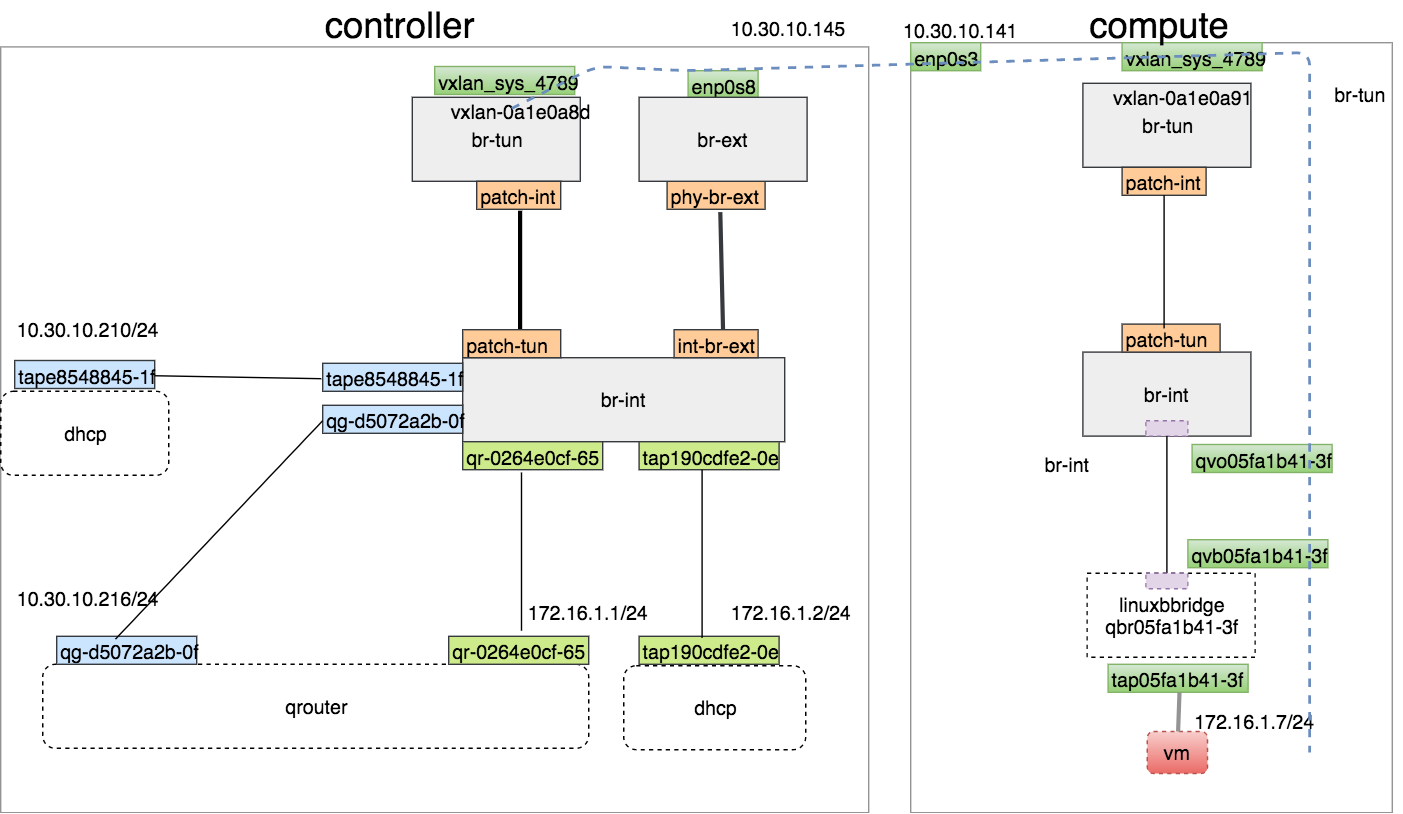 controller
10.30.10.145
10.30.10.141
compute
vxlan_sys_4789
enp0s8
enp0s3
vxlan_sys_4789
vxlan-0a1e0a8d
br-tun
br-ext
vxlan-0a1e0a91
br-tun
br-tun
patch-int
phy-br-ext
patch-int
10.30.10.210/24
patch-tun
int-br-ext
patch-tun
tape8548845-1f
tape8548845-1f
qg-d5072a2b-0f
br-int
br-int
dhcp
qr-0264e0cf-65
tap190cdfe2-0e
br-int
qvo05fa1b41-3f
qvb05fa1b41-3f
10.30.10.216/24
172.16.1.1/24
172.16.1.2/24
linuxbbridge
qbr05fa1b41-3f
qg-d5072a2b-0f
qr-0264e0cf-65
tap190cdfe2-0e
tap05fa1b41-3f
qrouter
dhcp
172.16.1.7/24
vm